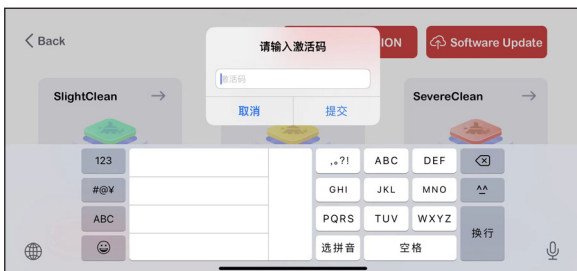 Back
请输入激活码
ION
Software Update
激活码
SlightClean
SevereClean
取消
提交
123
,。?!
ABC
DEF
#@¥
GHI
JKL
MNO
^^
ABC
PQRS
TUV
WXYZ
换行
选拼音
空格